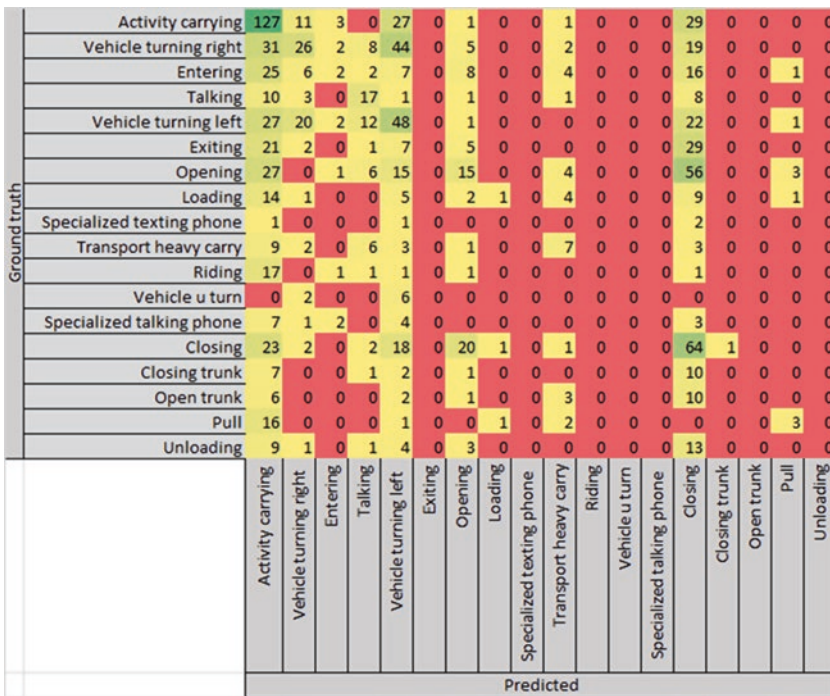 Ground truth
Activity carrying 127 11 3 0 27 0 1 0 0 1 0 0 0 29 0 0 0 0
Vehicle turning right 31 26 2 8 44 0 5 0 0 2 0 0 0 19 0 0 0 0
Entering 25 6 2 2 7 0 8 0 0 4 0 0 0 16 0 0 1 0
Talking 10 3 0 17 1 0 1 0 0 1 0 0 0 8 0 0 0 0
Vehicle turning left 27 20 2 12 48 0 1 0 0 0 0 0 0 22 0 0 1 0
Exiting 21 2 0 1 7 0 5 0 0 0 0 0 0 29 0 0 0 0
Opening 27 0 1 6 15 0 15 0 0 4 0 0 0 56 0 0 3 0
Loading 14 1 0 0 5 0 2 1 0 4 0 0 0 9 0 0 1 0
Specialized texting phone 1 0 0 0 1 0 0 0 0 0 0 0 0 2 0 0 0 0
Transport heavy carry 9 2 0 6 3 0 1 0 0 7 0 0 0 3 0 0 0 0
Riding 17 0 1 1 1 0 1 0 0 0 0 0 0 1 0 0 0 0
Vehicle u turn 0 2 0 0 6 0 0 0 0 0 0 0 0 0 0 0 0 0
Specialized talking phone 7 1 2 0 4 0 0 0 0 0 0 0 0 3 0 0 0 0
Closing 23 2 0 2 18 0 20 1 0 1 0 0 0 64 1 0 0 0
Closing trunk 7 0 0 1 2 0 1 0 0 0 0 0 0 10 0 0 0 0
Open trunk 6 0 0 0 2 0 1 0 0 3 0 0 0 10 0 0 0 0
Pull 16 0 0 0 1 0 0 1 0 2 0 0 0 0 0 0 3 0
Unloading 9 1 0 1 4 0 3 0 0 0 0 0 0 13 0 0 0 0
Activity carrying
Vehicle turning right
Entering
Talking
Vehicle turning left
Exiting
Opening
Loading
Specialized texting phone
Transport heavy carry
Riding
Vehicle u turn
Specialized talking phone
Closing
Closing trunk
Open trunk
Pull
Unloading
Predicted